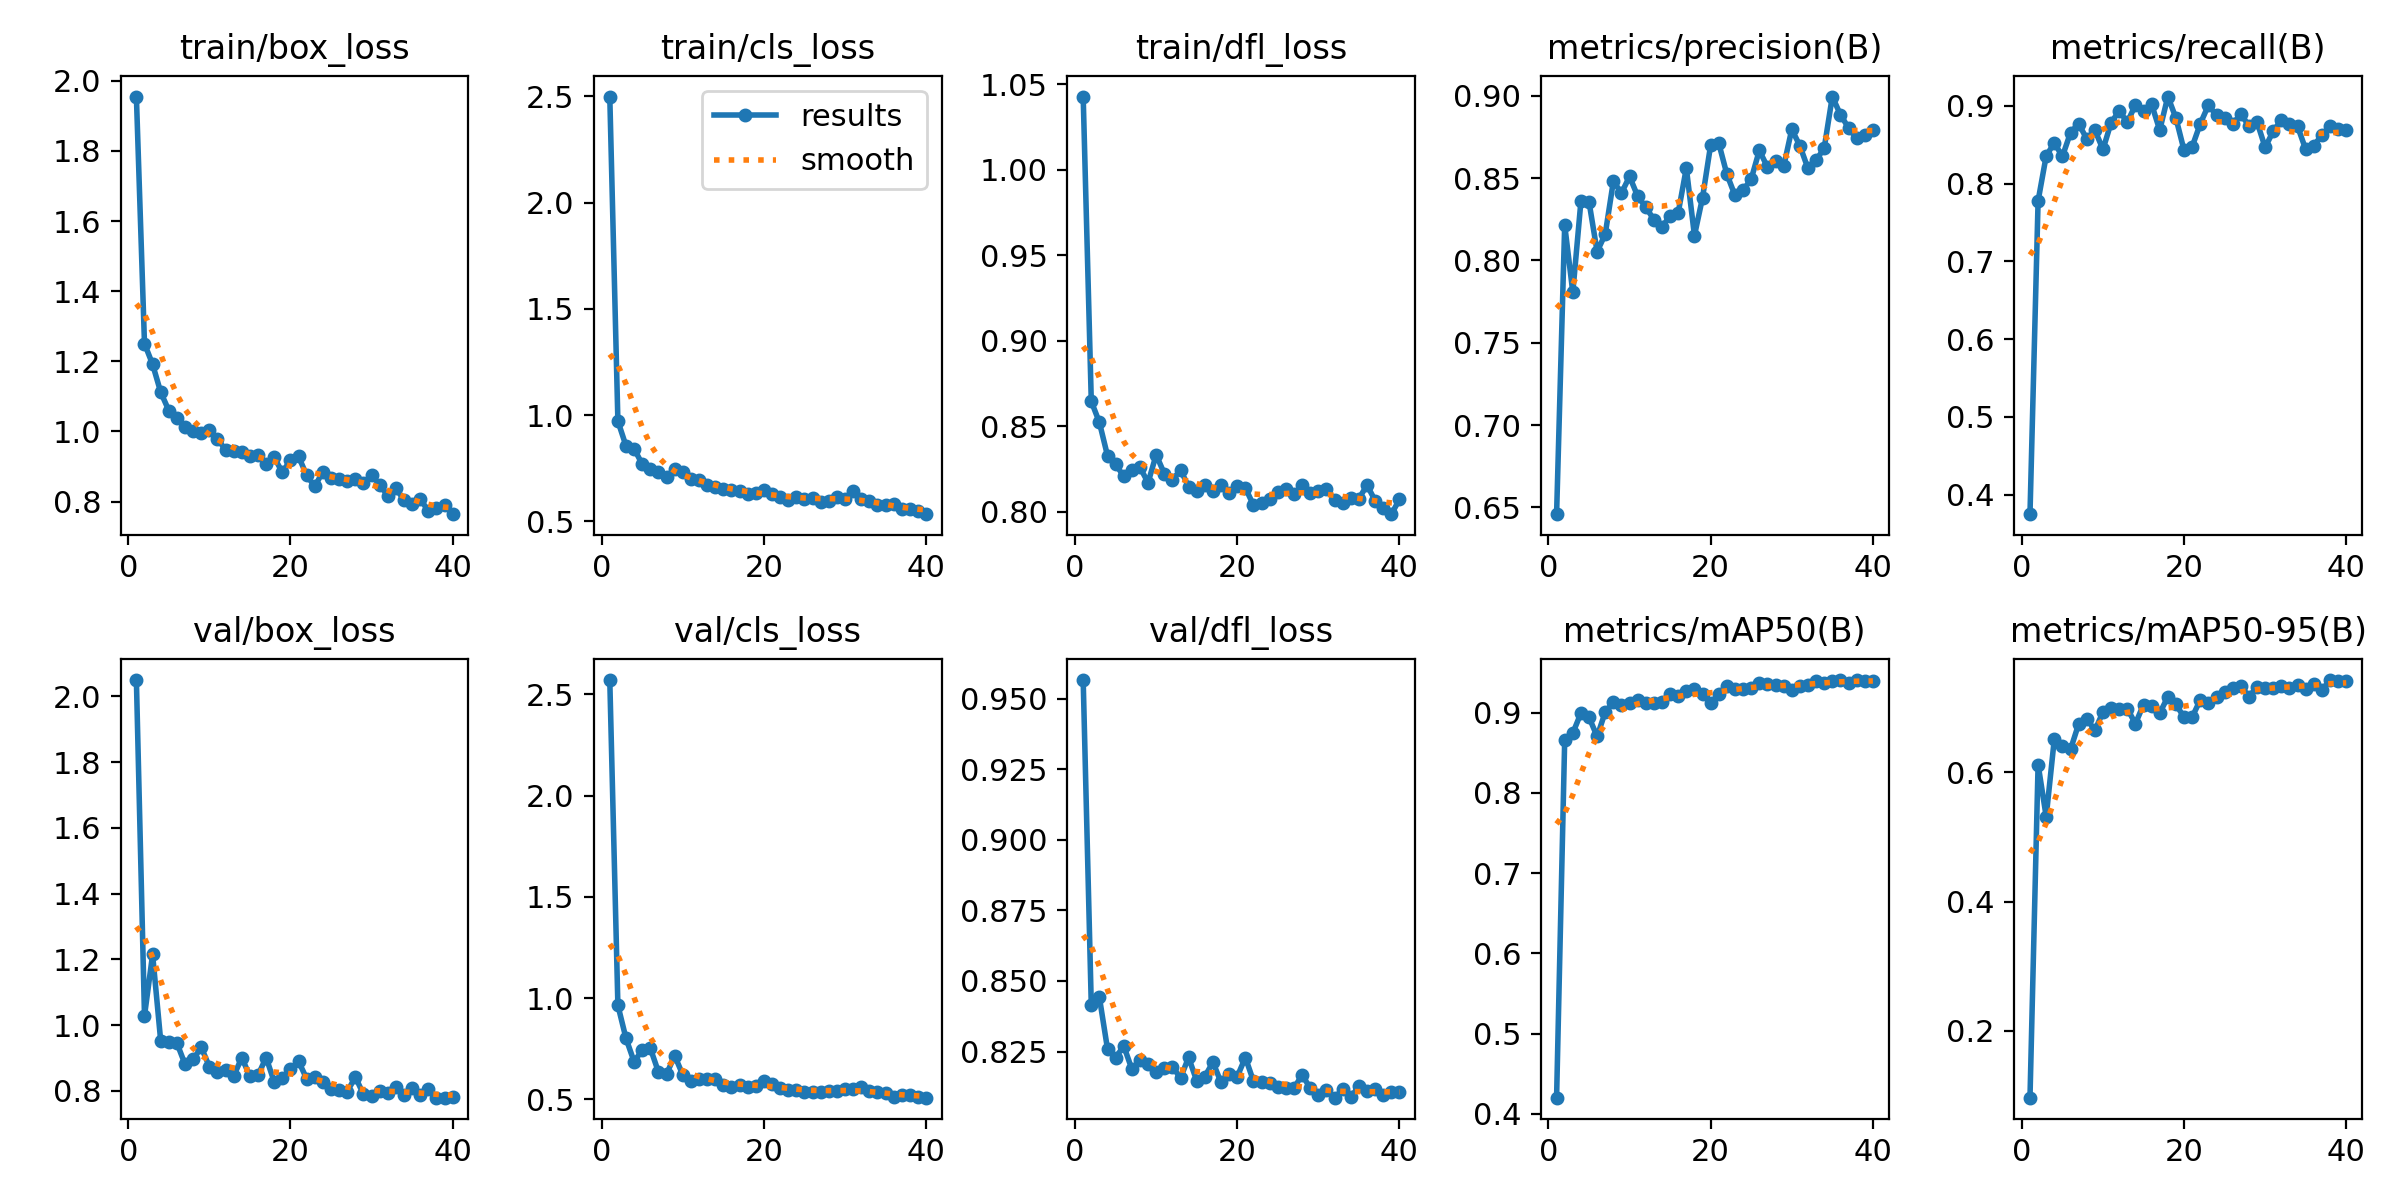 train/box_loss
2.0
1.8
1.6
1.4
1.2
1.0
0.8
0 20 40
train/cls_loss
results
smooth
2.5
2.0
1.5
1.0
0.5
0 20 40
train/dfl_loss
1.05
1.00
0.95
0.90
0.85
0.80
0 20 40
metrics/precision(B)
0.90
0.85
0.80
0.75
0.70
0.65
0 20 40
metrics/recall(B)
0.9
0.8
0.7
0.6
0.5
0.4
0 20 40
val/box_loss
2.0
1.8
1.6
1.4
1.2
1.0
0.8
0 20 40
val/cls_loss
2.5
2.0
1.5
1.0
0.5
0 20 40
val/dfl_loss
0.950
0.925
0.900
0.875
0.850
0.825
0 20 40
metrics/mAP50(B)
0.9
0.8
0.7
0.6
0.5
0.4
0 20 40
metrics/mAP50-95(B)
0.6
0.4
0.2
0 20 40